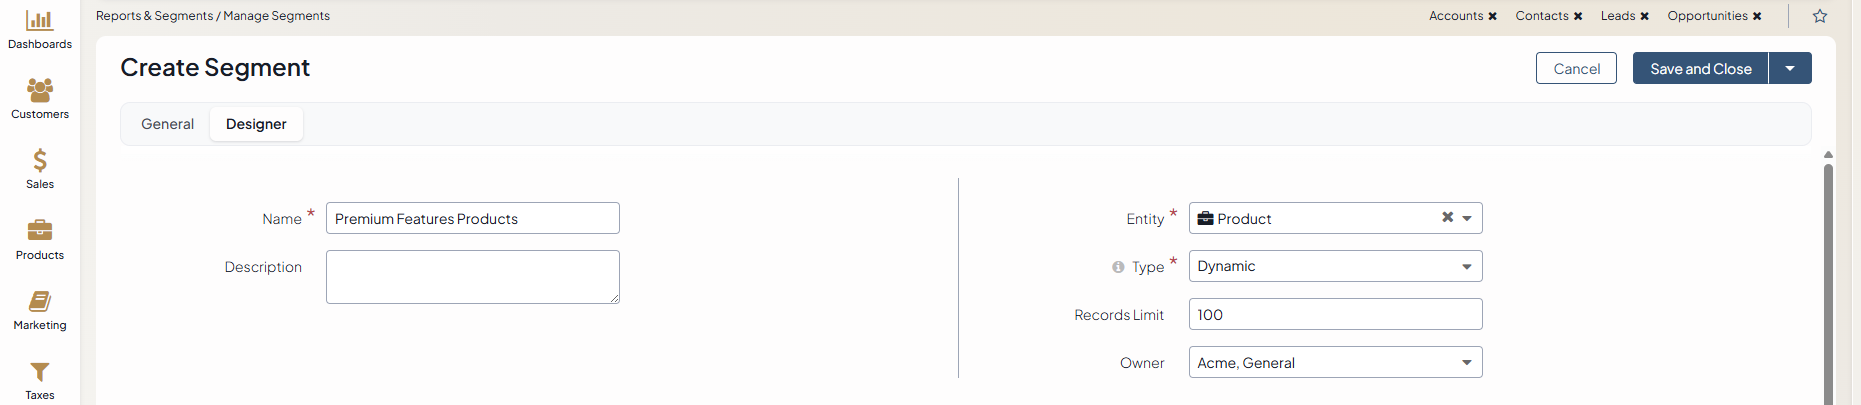 Reports & Segments / Manage Segments
Accounts ✖ Contacts ✖ Leads ✖ Opportunities ✖
Dashboards
Customers
Sales
Products
Marketing
Taxes
Create Segment
Cancel
Save and Close
General
Designer
Name * Premium Features Products
Description
Entity * Product
Type * Dynamic
Records Limit 100
Owner Acme, General